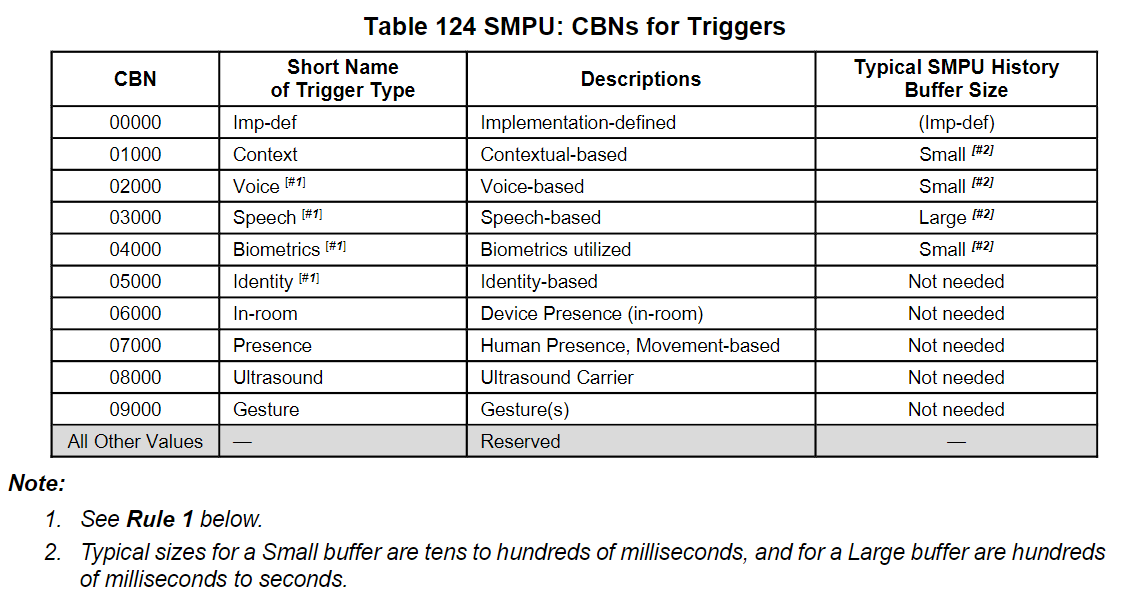 Table 124 SMPU: CBNs for Triggers
CBN Short Name of Trigger Type Descriptions Typical SMPU History Buffer Size
00000 Imp-def Implementation-defined (Imp-def)
01000 Context Contextual-based Small [#2]
02000 Voice [#1] Voice-based Small [#2]
03000 Speech [#1] Speech-based Large [#2]
04000 Biometrics [#1] Biometrics utilized Small [#2]
05000 Identity [#1] Identity-based Not needed
06000 In-room Device Presence (in-room) Not needed
07000 Presence Human Presence, Movement-based Not needed
08000 Ultrasound Ultrasound Carrier Not needed
09000 Gesture Gesture(s) Not needed
All Other Values — Reserved —
Note:
1. See Rule 1 below.
2. Typical sizes for a Small buffer are tens to hundreds of milliseconds, and for a Large buffer are hundreds
of milliseconds to seconds.